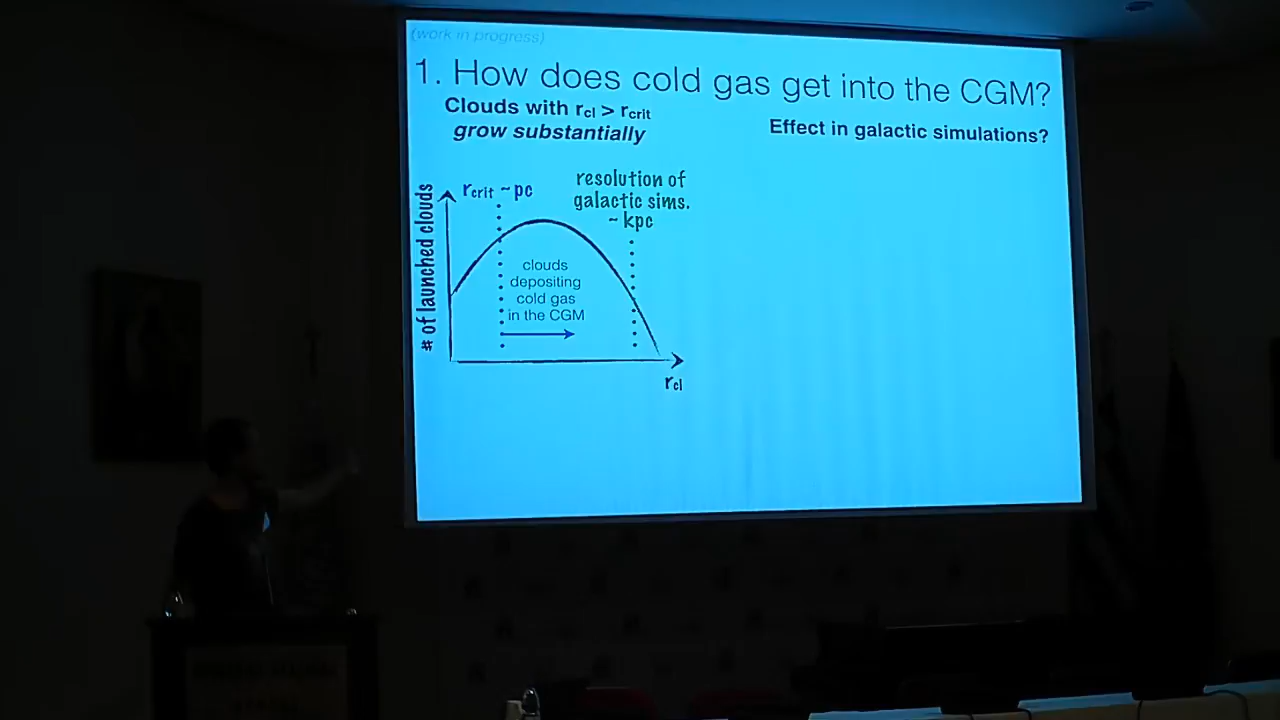 (work in progress)
1. How does cold gas get into the CGM?
Clouds with rcl > rcrit
grow substantially
Effect in galactic simulations?
# of launched clouds
rcrit ~ pc
resolution of
galactic sims.
~ kpc
clouds
depositing
cold gas
in the CGM
rcl